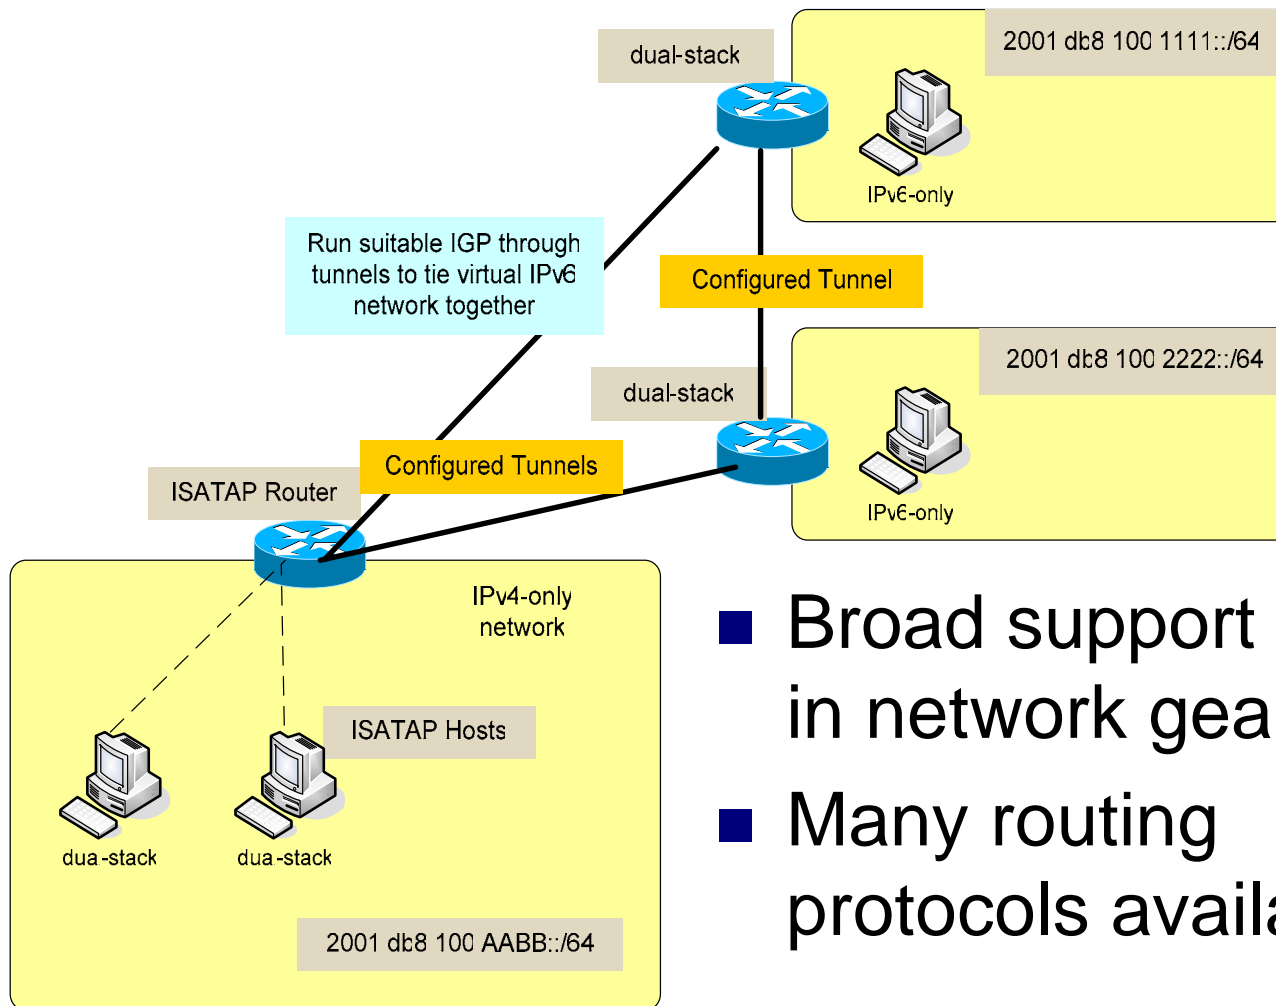 dual-stack
2001 db8 100 1111::/64
IPv6-only
Run suitable IGP through
tunnels to tie virtual IPv6
network together
Configured Tunnel
2001 db8 100 2222::/64
dual-stack
Configured Tunnels
ISATAP Router
IPv6-only
IPv4-only
network
ISATAP Hosts
dua-stack
dua-stack
2001 db8 100 AABB::/64
Broad support
in network gea
Many routing
protocols availa